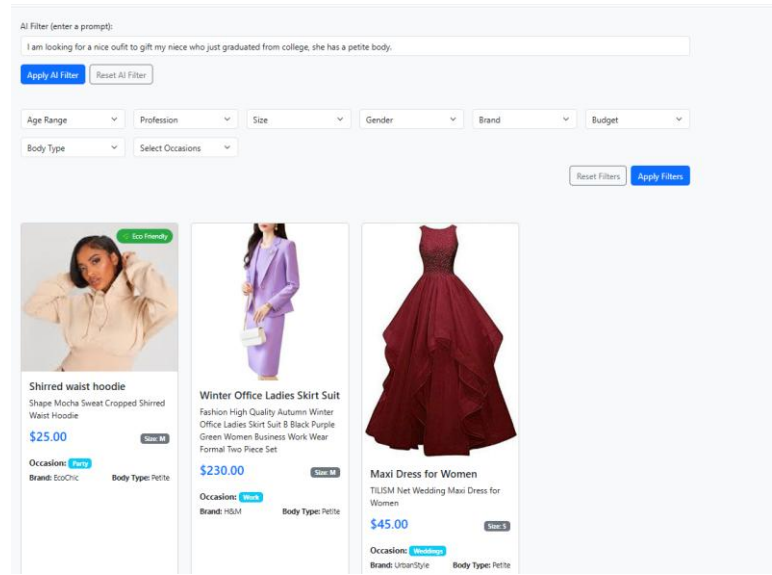 AI Filter (enter a prompt):
I am looking for a nice oufit to gift my niece who just graduated from college, she has a petite body.
Apply AI Filter
Reset AI Filter
Age Range
Profession
Size
Gender
Brand
Budget
Body Type
Select Occasions
Reset Filters
Apply Filters
Eco Friendly
Shirred waist hoodie
Shape Mocha Sweat Cropped Shirred
Waist Hoodie
$25.00
Size: M
Occasion: Party
Brand: EcoChic
Body Type: Petite
Winter Office Ladies Skirt Suit
Fashion High Quality Autumn Winter
Office Ladies Skirt Suit B Black Purple
Green Women Business Work Wear
Formal Two Piece Set
$230.00
Size: M
Occasion: Work
Brand: H&M
Body Type: Petite
Maxi Dress for Women
TILISM Net Wedding Maxi Dress for
Women
$45.00
Size: S
Occasion: Weddings
Brand: UrbanStyle
Body Type: Petite